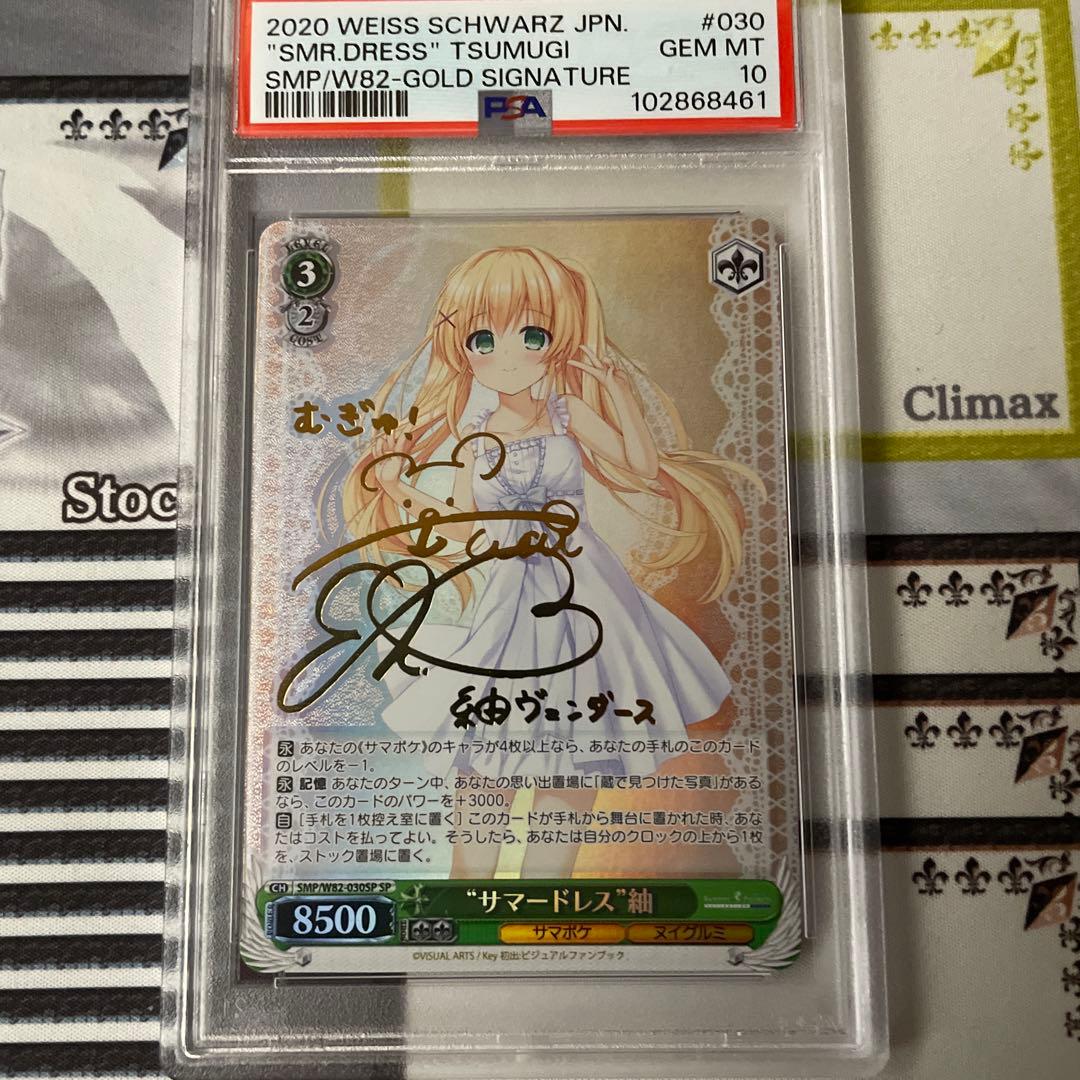 2020 WEISS SCHWARZ JPN. #030
"SMR.DRESS" TSUMUGI GEM MT
SMP/W82-GOLD SIGNATURE 10
PSA 102868461
LEVEL
3
2
COST
むぎゅ!
紬ヴェンダース
Stoc
Climax
永 あなたの《サマポケ》のキャラが4枚以上なら、あなたの手札のこのカード
のレベルを-1。
永 記憶 あなたのターン中、あなたの思い出置場に「蔵で見つけた写真」がある
なら、このカードのパワーを+3000。
自 [手札を1枚控え室に置く] このカードが手札から舞台に置かれた時、あな
たはコストを払ってよい。そうしたら、あなたは自分のクロックの上から1枚
を、ストック置場に置く。
CH SMP/W82-030SP SP
"サマードレス"紬
POWER 8500
サマポケ ヌイグルミ
©VISUAL ARTS / Key 初出:ビジュアルファンブック